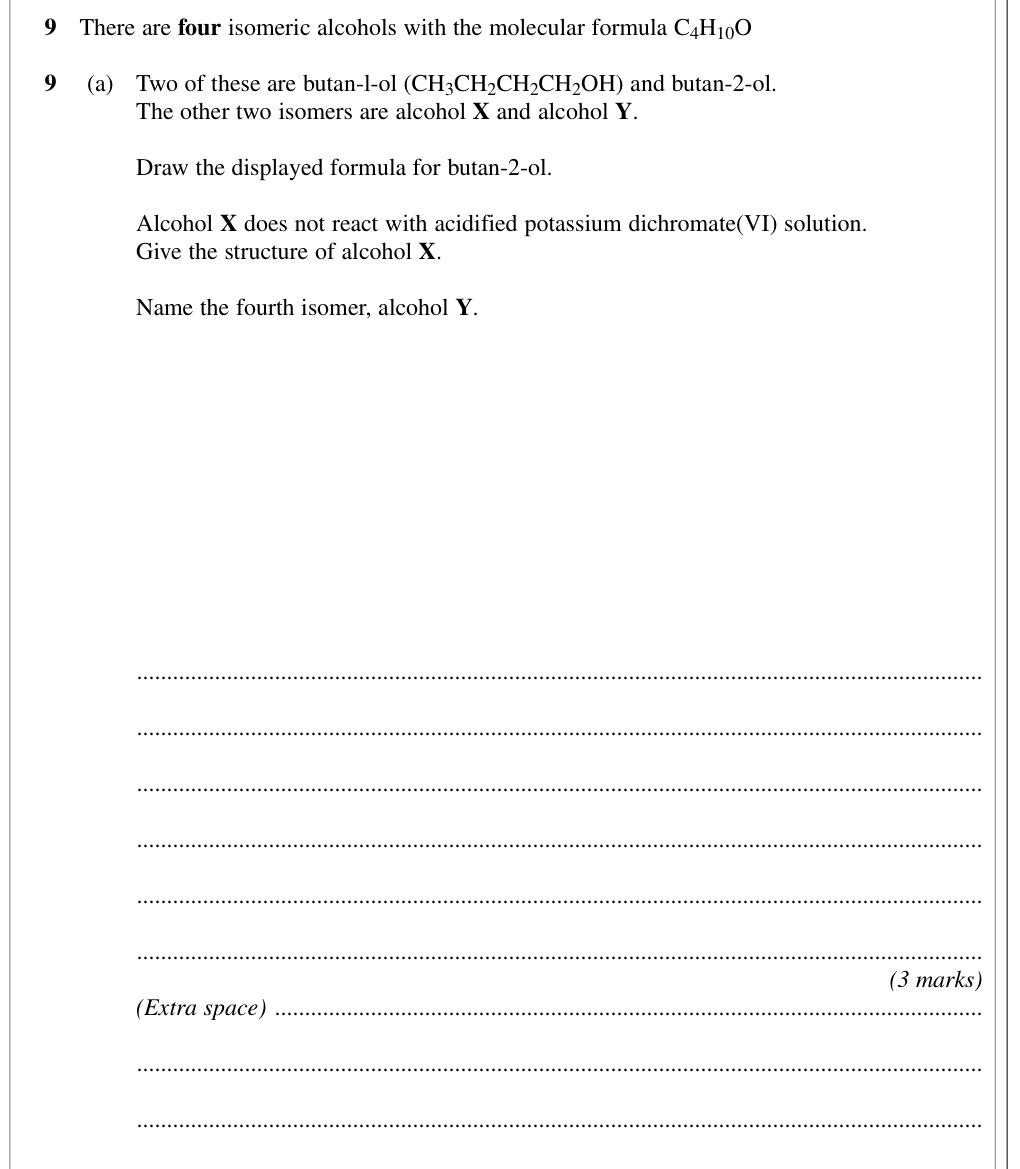 9 There are four isomeric alcohols with the molecular formula C₄H₁₀O
9 (a) Two of these are butan-l-ol (CH₃CH₂CH₂CH₂OH) and butan-2-ol.
The other two isomers are alcohol X and alcohol Y.
Draw the displayed formula for butan-2-ol.
Alcohol X does not react with acidified potassium dichromate(VI) solution.
Give the structure of alcohol X.
Name the fourth isomer, alcohol Y.
(3 marks)
(Extra space)